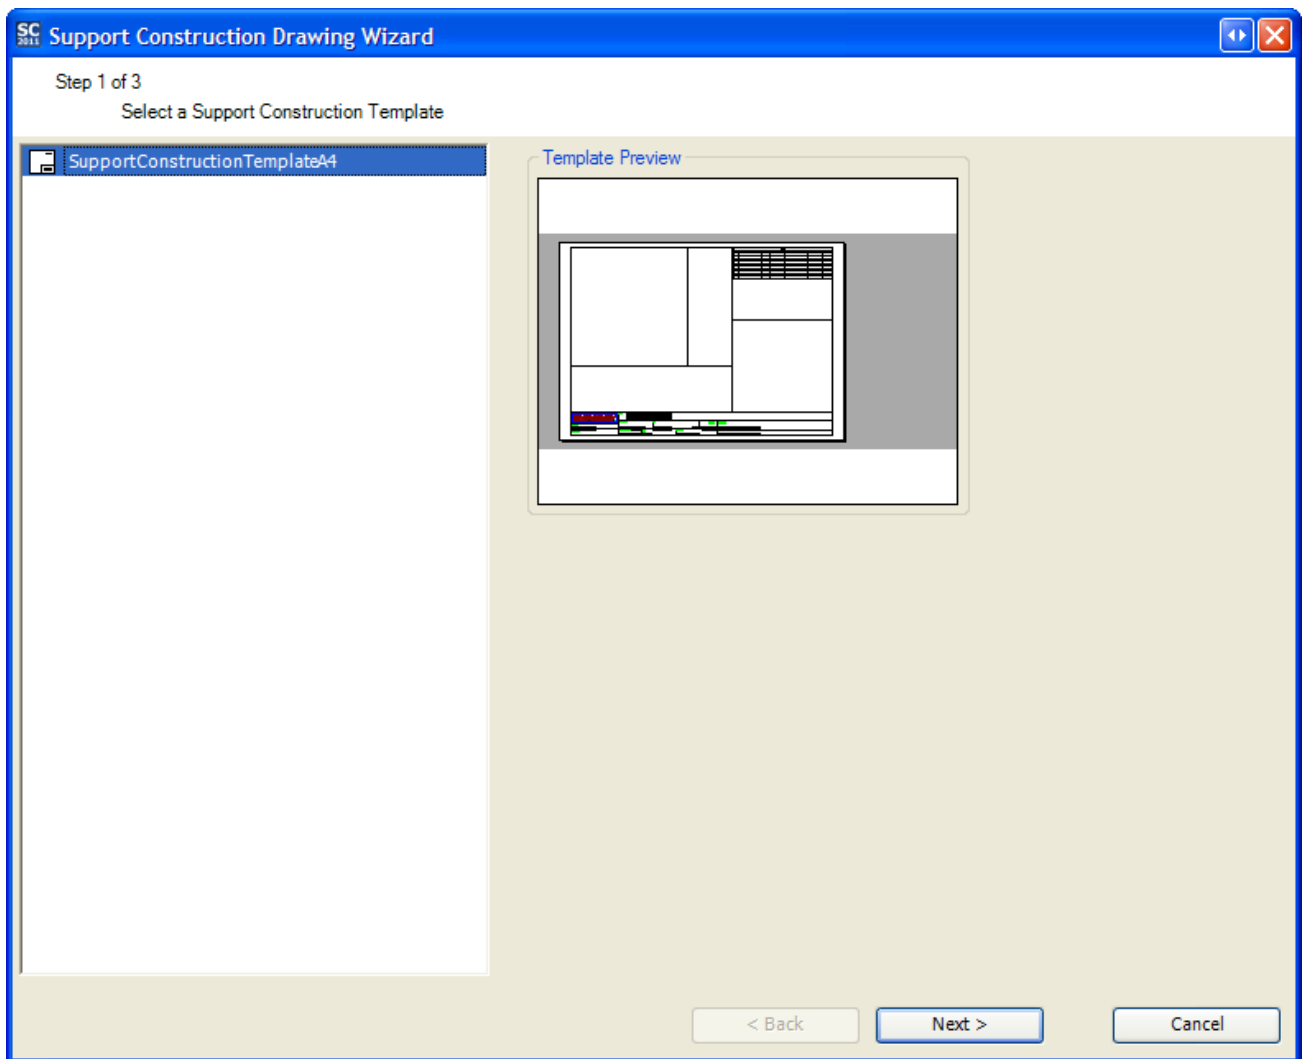 SC 2011 Support Construction Drawing Wizard
Step 1 of 3
Select a Support Construction Template
SupportConstructionTemplateA4
Template Preview
< Back
Next >
Cancel